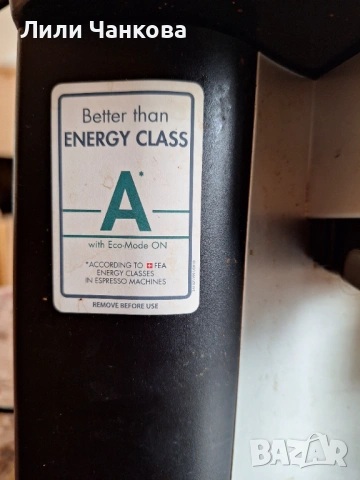 Лили Чанкова
Better than
ENERGY CLASS
A*
with Eco-Mode ON
*ACCORDING TO FEA
ENERGY CLASSES
IN ESPRESSO MACHINES
REMOVE BEFORE USE
BAZAR